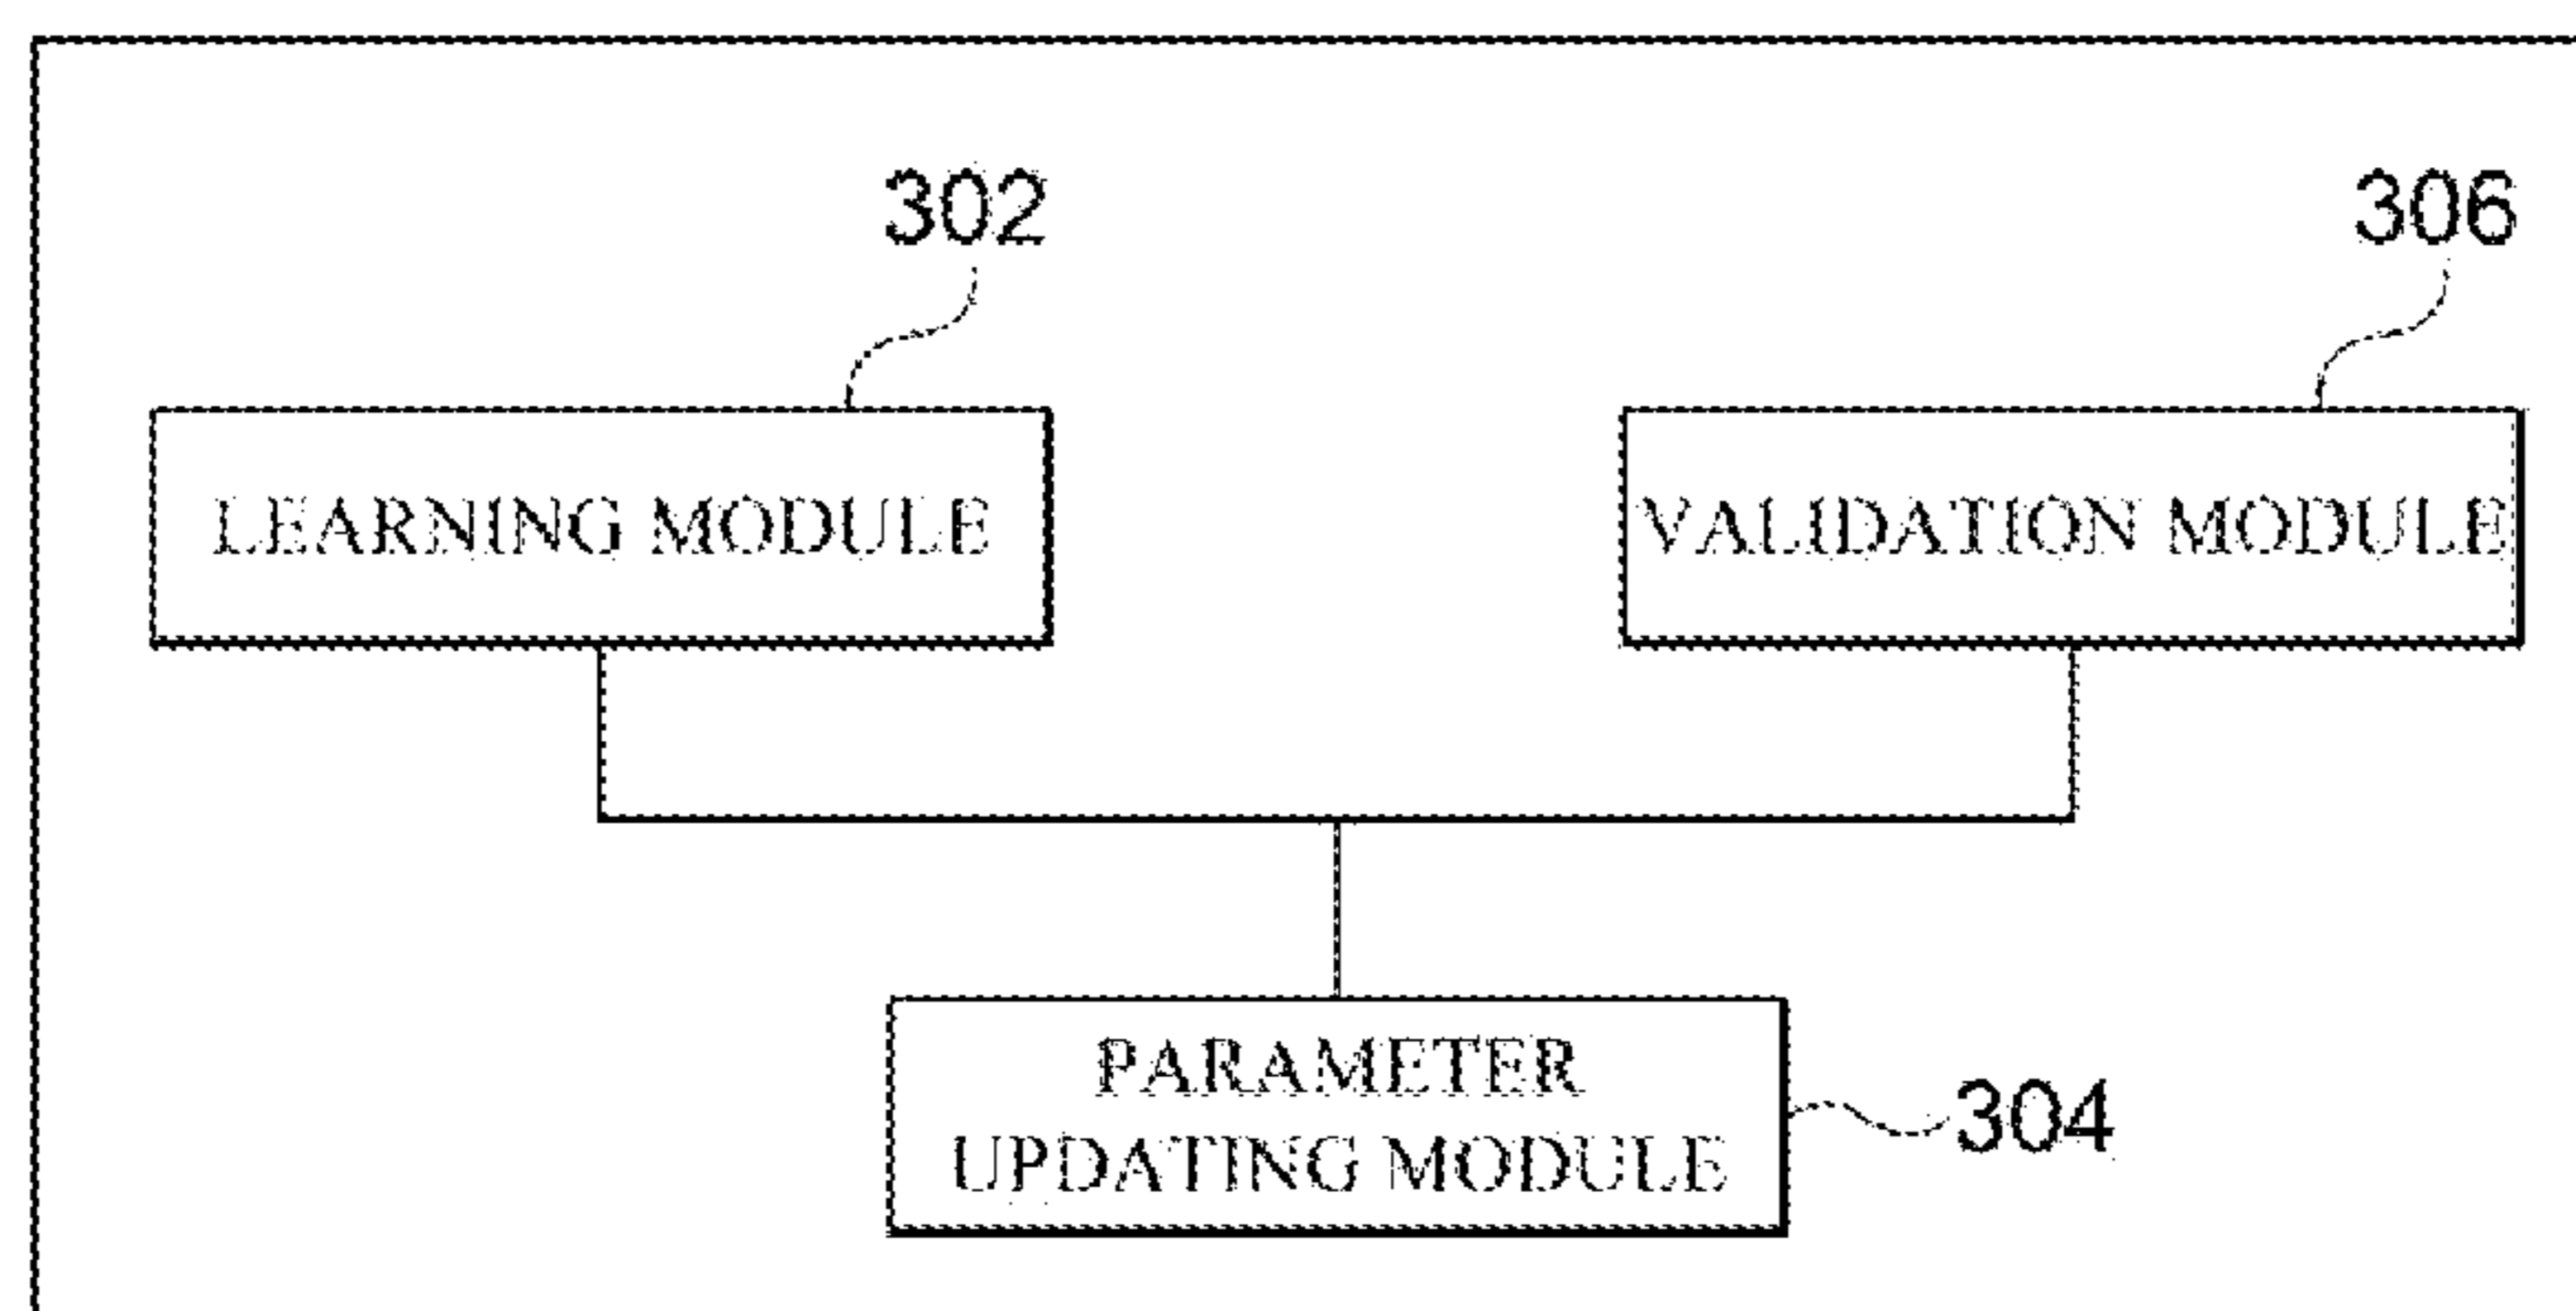 302
306
LEARNING MODULE
VALIDATION MODULE
PARAMETER
UPDATING MODULE
304